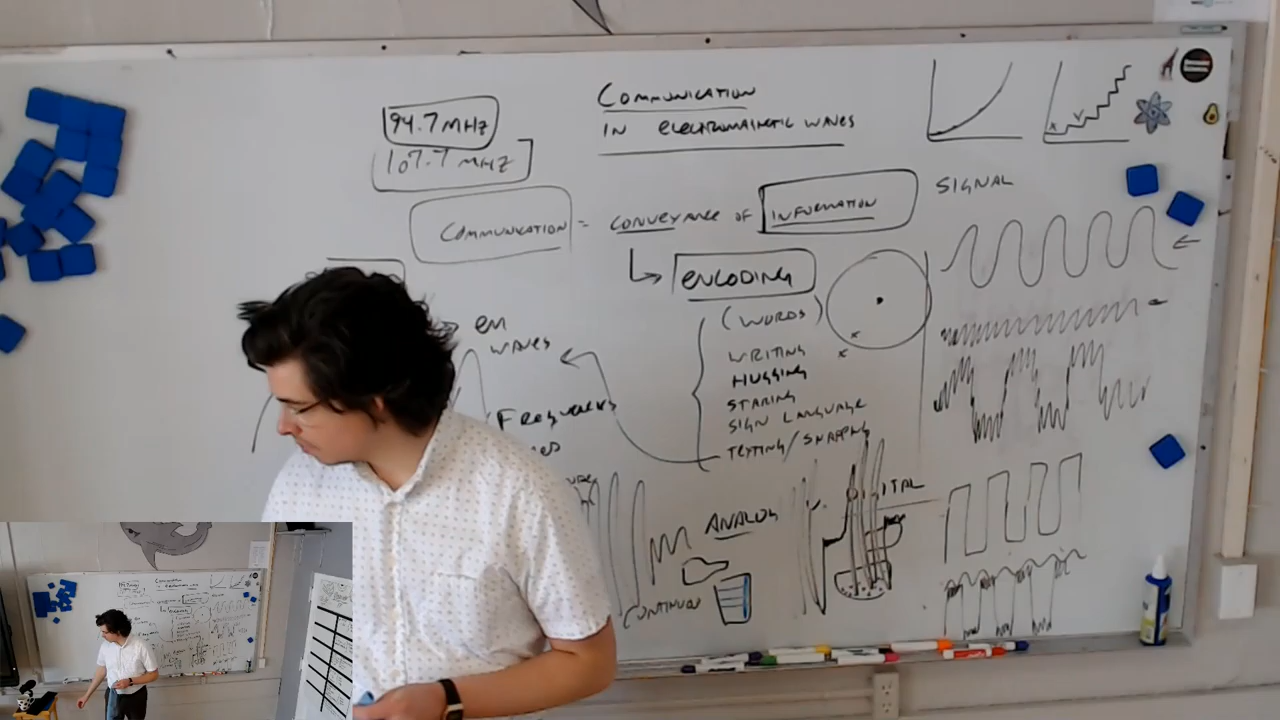 94.7 MHZ
107.7 MHZ
COMMUNICATION
IN ELECTROMAGNETIC WAVES
COMMUNICATION = CONVEYANCE OF INFORMATION
ENCODING
(WORDS)
WRITING
HUGGING
STARING
SIGN LANGUAGE
TEXTING/SNAPPING
EM
WAVES
ANALOG
SIGNAL